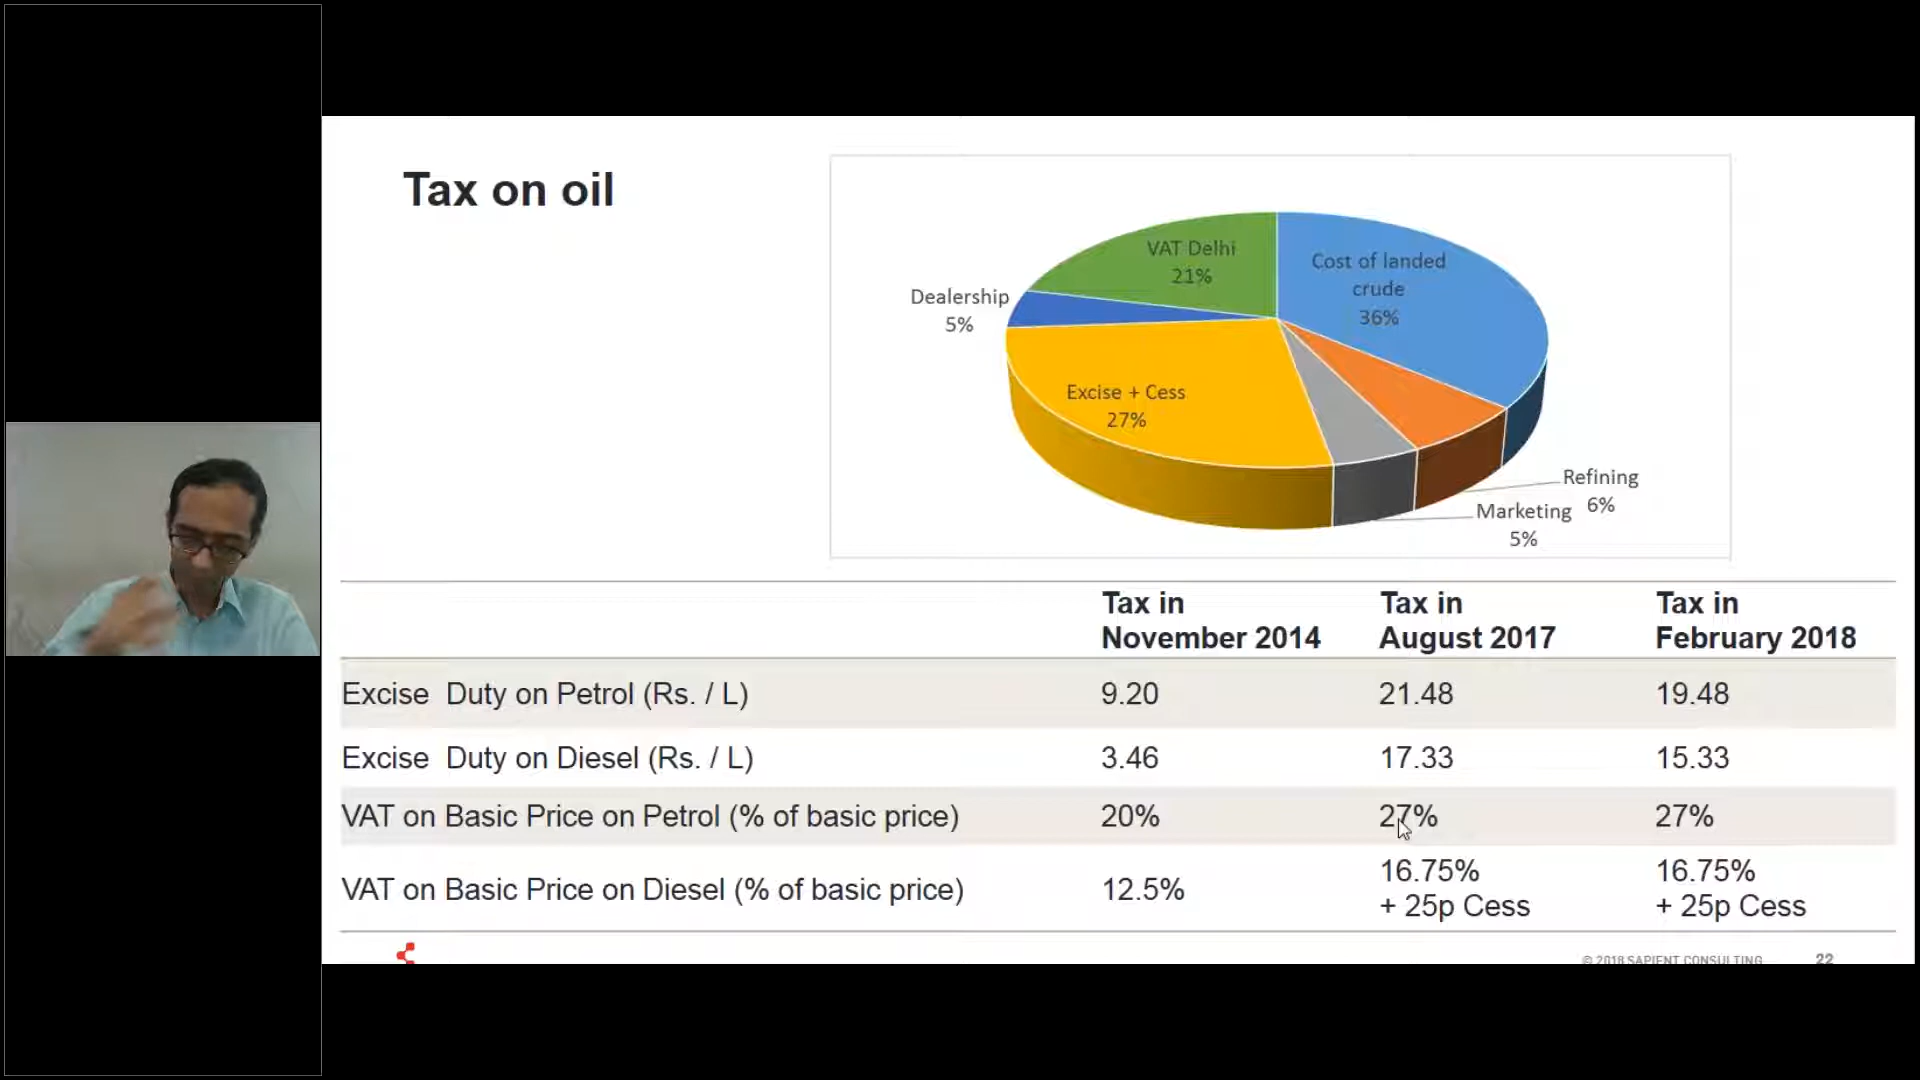 Tax on oil
VAT Delhi
21%
Cost of landed
crude
36%
Dealership
5%
Excise + Cess
27%
Refining
6%
Marketing
5%
Tax in November 2014
Tax in August 2017
Tax in February 2018
Excise Duty on Petrol (Rs. / L) 9.20 21.48 19.48
Excise Duty on Diesel (Rs. / L) 3.46 17.33 15.33
VAT on Basic Price on Petrol (% of basic price) 20% 27% 27%
VAT on Basic Price on Diesel (% of basic price) 12.5% 16.75% + 25p Cess 16.75% + 25p Cess
© 2018 SAPIENT CONSULTING 22